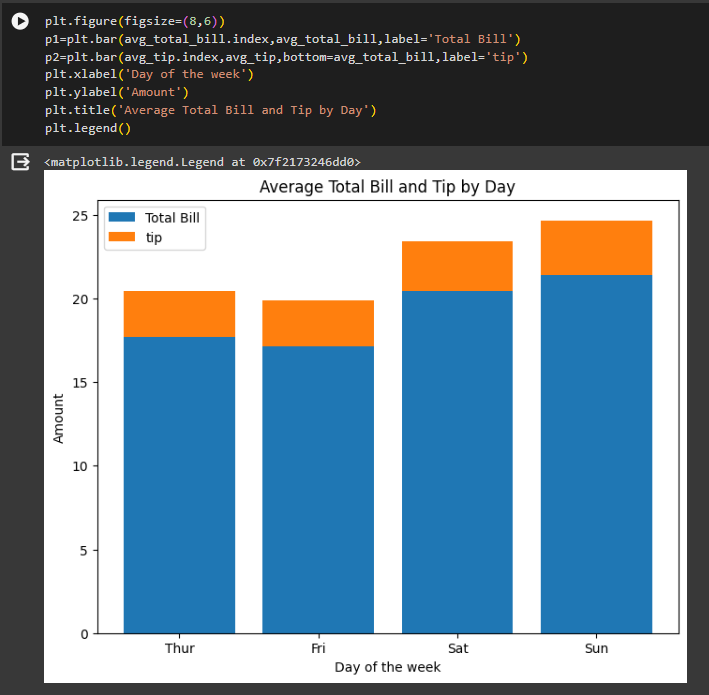 plt.figure(figsize=(8,6))
p1=plt.bar(avg_total_bill.index,avg_total_bill,label='Total Bill')
p2=plt.bar(avg_tip.index,avg_tip,bottom=avg_total_bill,label='tip')
plt.xlabel('Day of the week')
plt.ylabel('Amount')
plt.title('Average Total Bill and Tip by Day')
plt.legend()
<matplotlib.legend.Legend at 0x7f2173246dd0>
Average Total Bill and Tip by Day
Total Bill
tip
25
20
15
10
5
0
Amount
Thur Fri Sat Sun
Day of the week